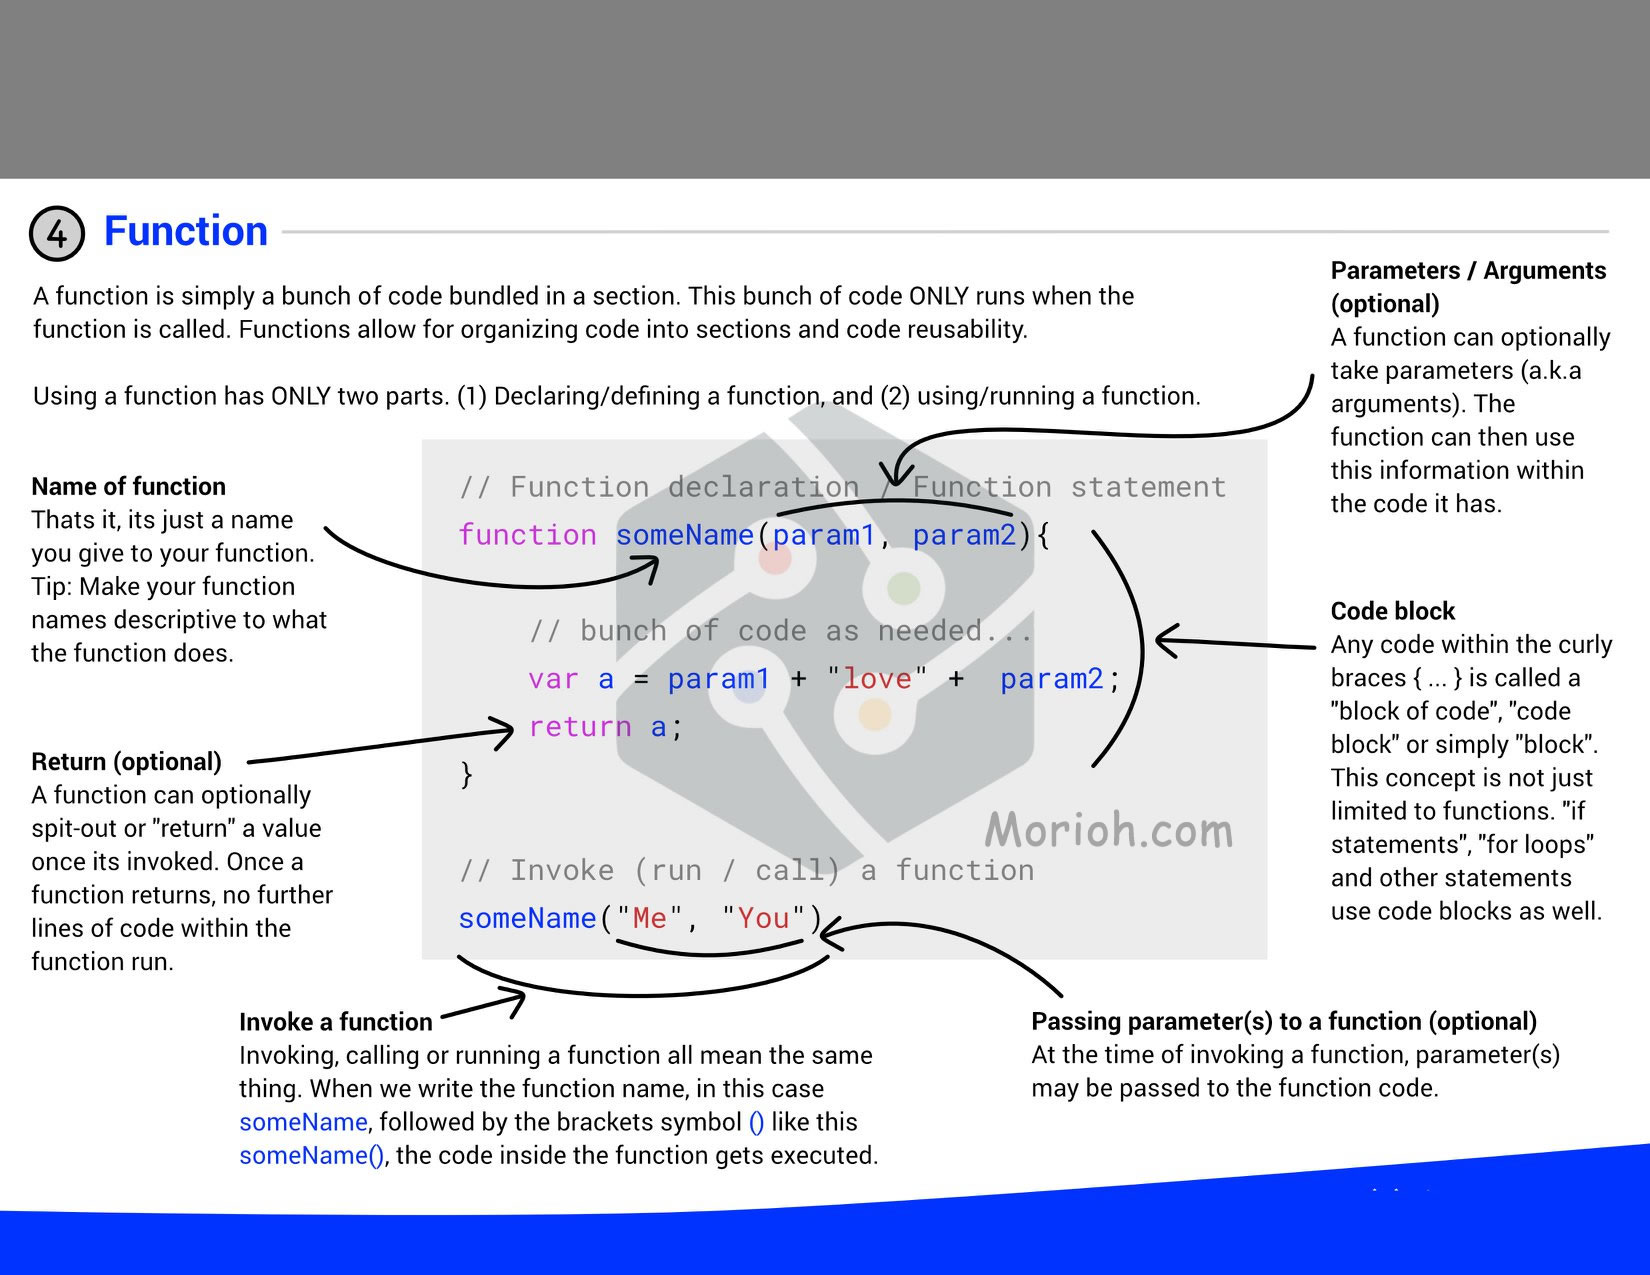 4 Function
A function is simply a bunch of code bundled in a section. This bunch of code ONLY runs when the
function is called. Functions allow for organizing code into sections and code reusability.
Using a function has ONLY two parts. (1) Declaring/defining a function, and (2) using/running a function.
Parameters / Arguments
(optional)
A function can optionally
take parameters (a.k.a
arguments). The
function can then use
this information within
the code it has.
Name of function
Thats it, its just a name
you give to your function.
Tip: Make your function
names descriptive to what
the function does.
// Function declaration / Function statement
function someName(param1, param2){
// bunch of code as needed...
var a = param1 + "love" +  param2;
return a;
}
Morioh.com
// Invoke (run / call) a function
someName("Me", "You")
Code block
Any code within the curly
braces { ... } is called a
"block of code", "code
block" or simply "block".
This concept is not just
limited to functions. "if
statements", "for loops"
and other statements
use code blocks as well.
Return (optional)
A function can optionally
spit-out or "return" a value
once its invoked. Once a
function returns, no further
lines of code within the
function run.
Invoke a function
Invoking, calling or running a function all mean the same
thing. When we write the function name, in this case
someName, followed by the brackets symbol () like this
someName(), the code inside the function gets executed.
Passing parameter(s) to a function (optional)
At the time of invoking a function, parameter(s)
may be passed to the function code.